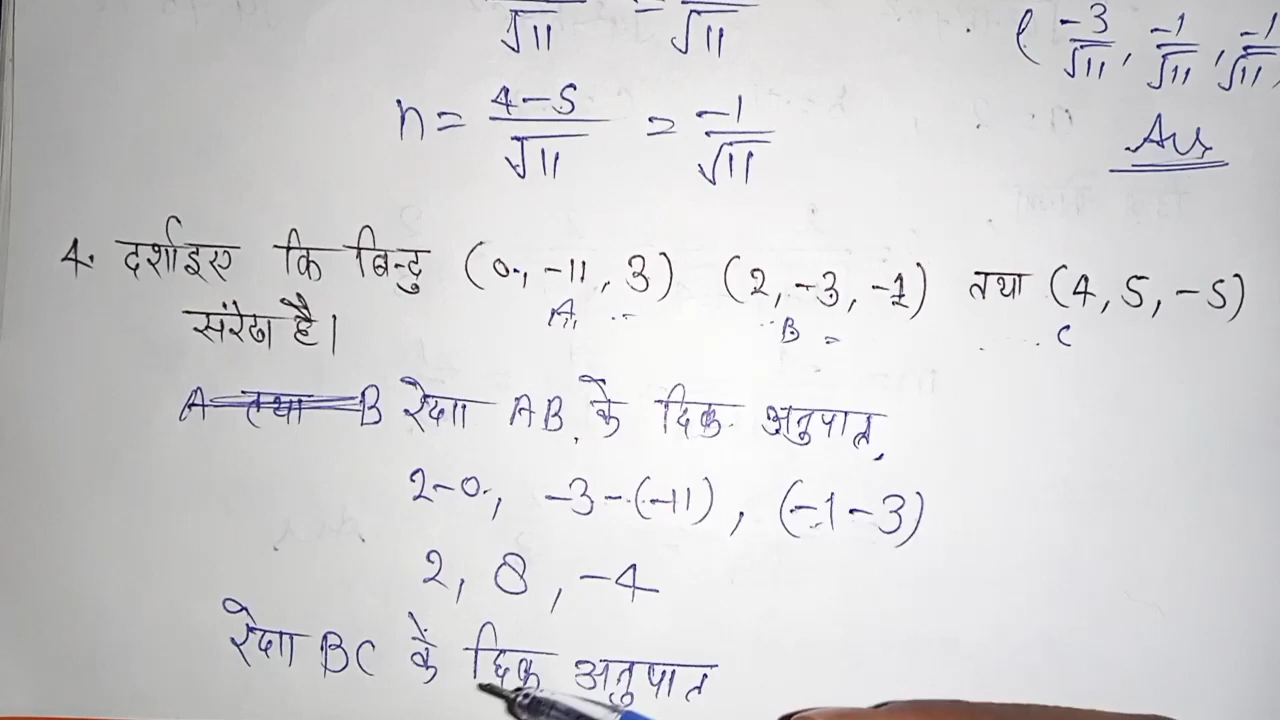 √11 = √11
( -3/√11, -1/√11, -1/√11
n = 4-5/√11 = -1/√11
Ans
4. दर्शाइए कि बिन्दु (0, -11, 3) (2, -3, -1) तथा (4, 5, -5)
A B C
संरेख है।
A तथा B रेखा AB के दिक अनुपात,
2-0, -3-(-11), (-1-3)
2, 8, -4
रेखा BC के दिक अनुपात